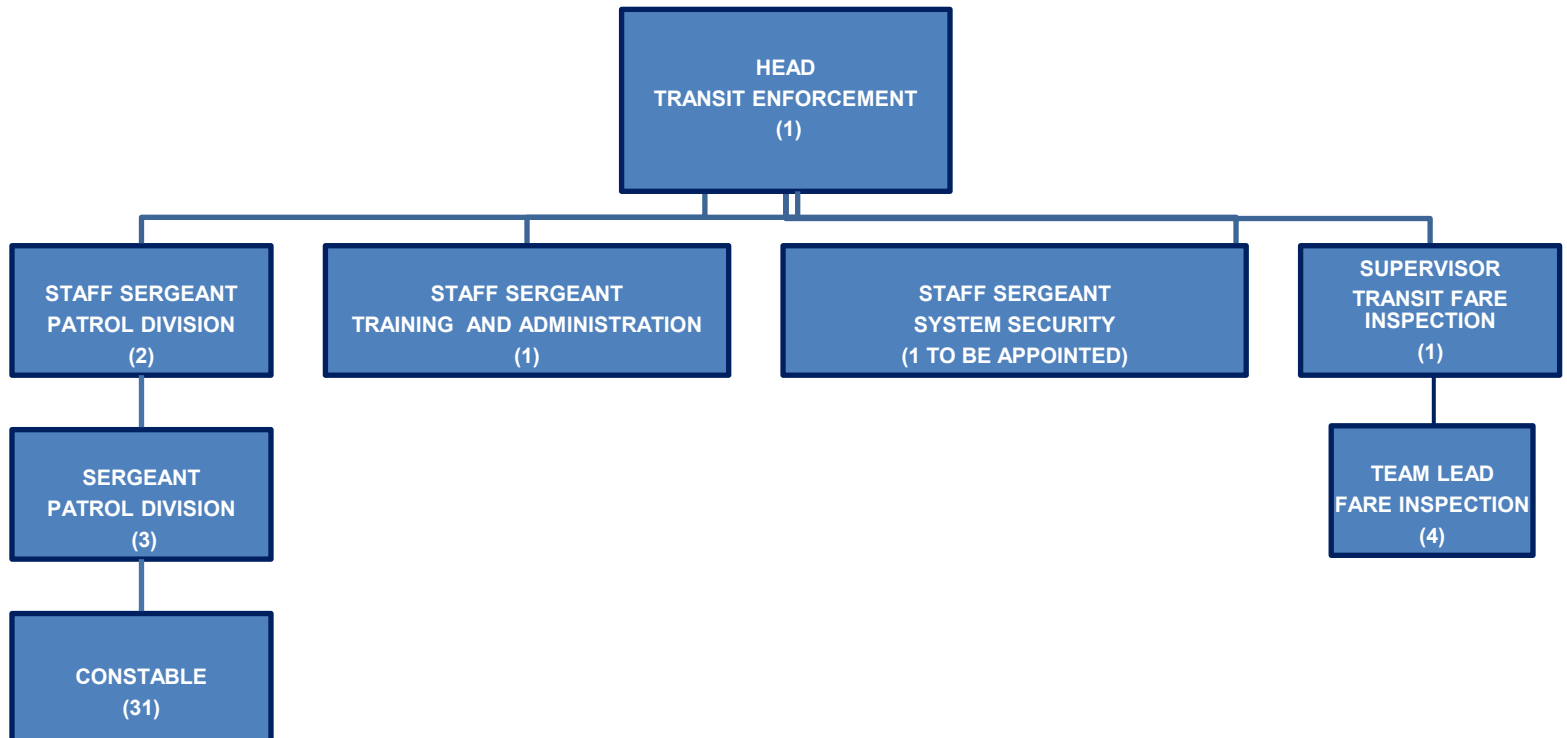 HEAD
TRANSIT ENFORCEMENT
(1)
STAFF SERGEANT
PATROL DIVISION
(2)
STAFF SERGEANT
TRAINING AND ADMINISTRATION
(1)
STAFF SERGEANT
SYSTEM SECURITY
(1 TO BE APPOINTED)
SUPERVISOR
TRANSIT FARE
INSPECTION
(1)
SERGEANT
PATROL DIVISION
(3)
TEAM LEAD
FARE INSPECTION
(4)
CONSTABLE
(31)